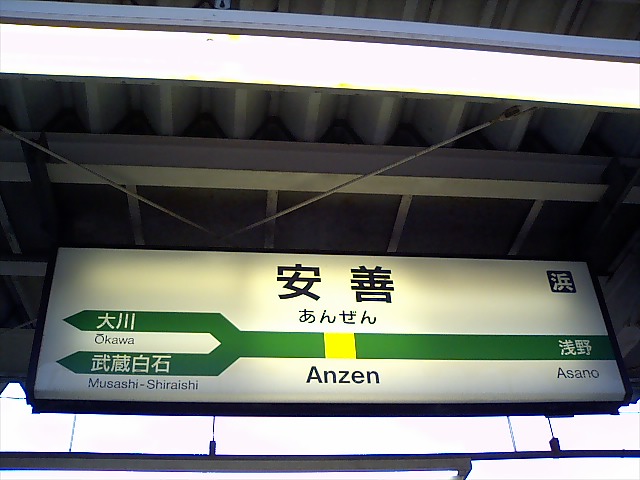 安善
浜
あんぜん
大川
Ōkawa
武蔵白石
Musashi-Shiraishi
Anzen
浅野
Asano